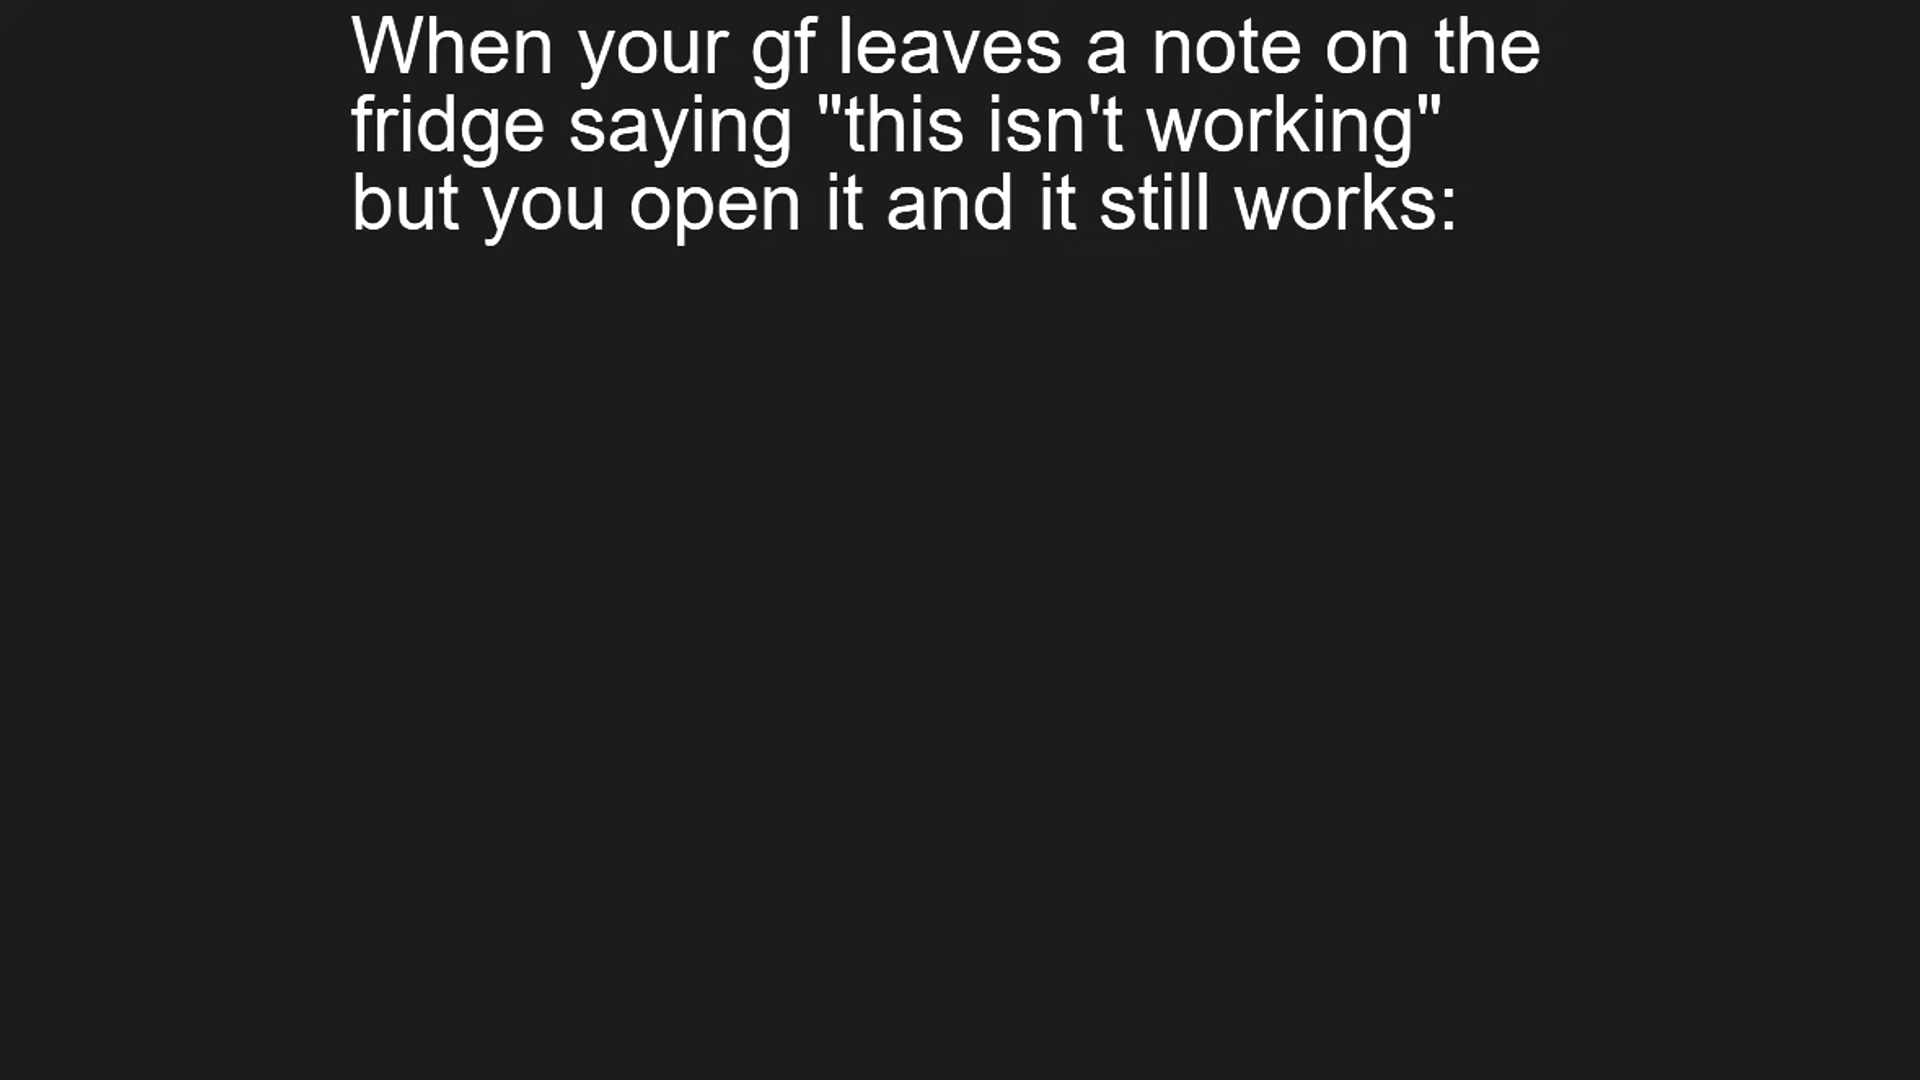 When your gf leaves a note on the
fridge saying "this isn't working"
but you open it and it still works: